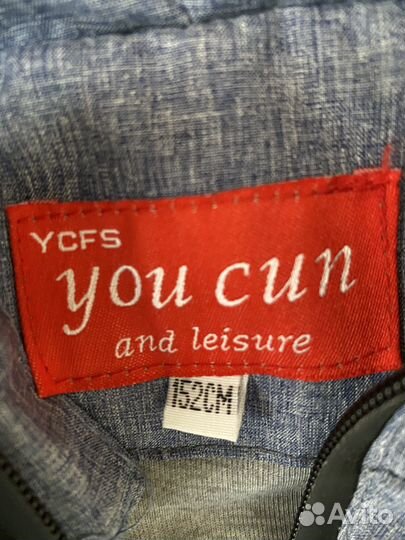 YCFS
you cun
and leisure
152CM
Avito